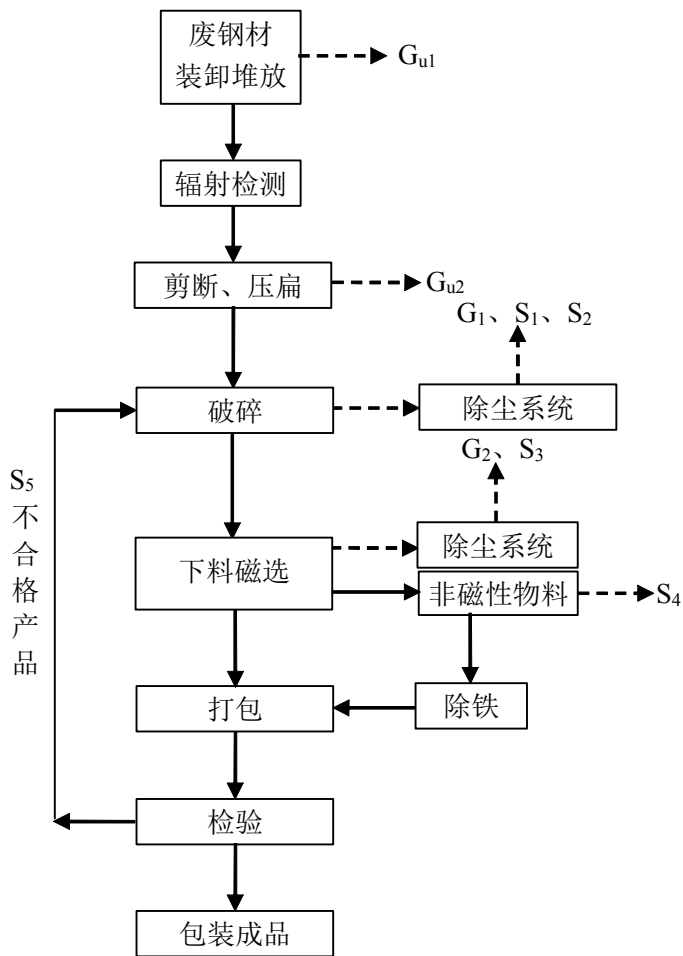 废钢材
装卸堆放
Gu1
辐射检测
剪断、压扁
Gu2
G1、S1、S2
破碎
除尘系统
G2、S3
S5
不
合
格
产
品
下料磁选
除尘系统
非磁性物料
S4
打包
除铁
检验
包装成品